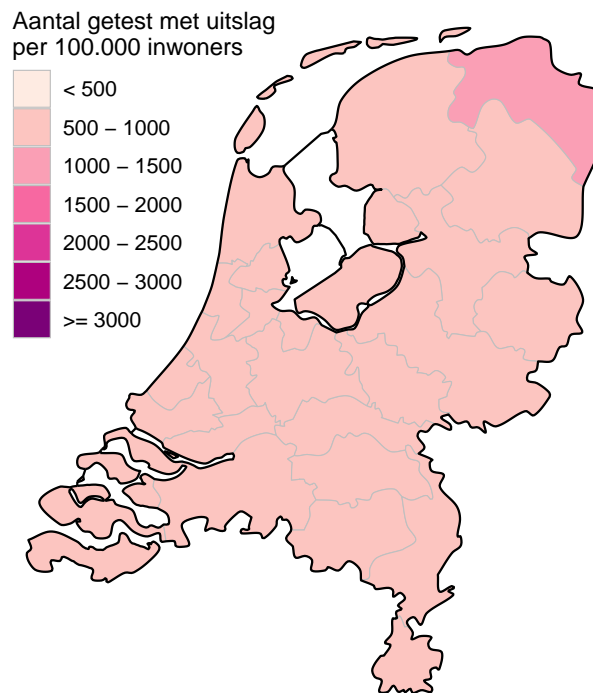 Aantal getest met uitslag
per 100.000 inwoners
< 500
500 – 1000
1000 – 1500
1500 – 2000
2000 – 2500
2500 – 3000
>= 3000